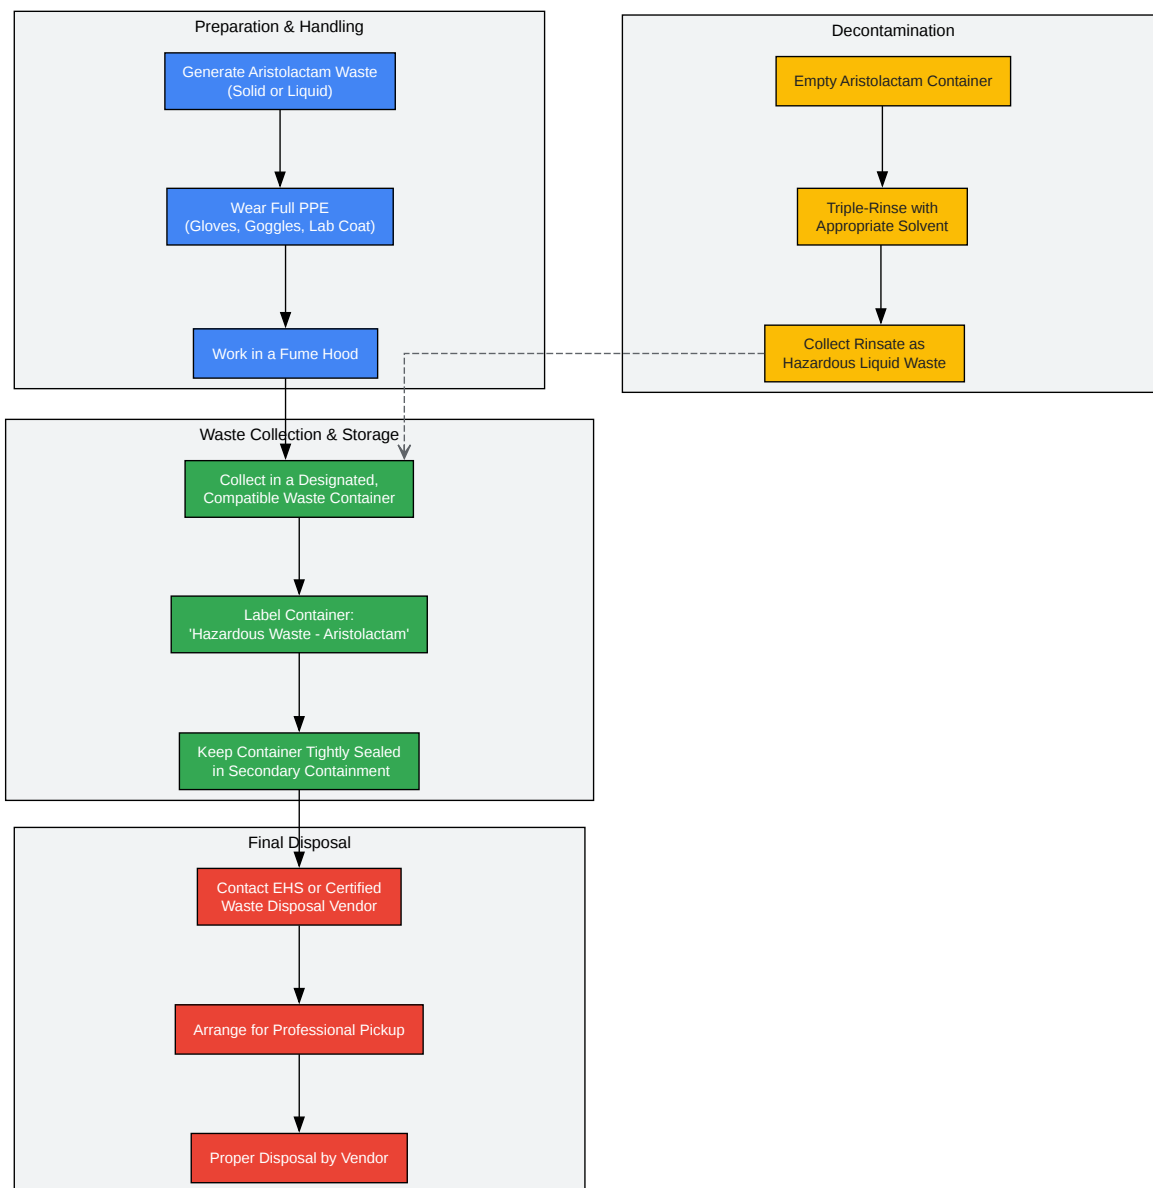 Preparation & Handling
Generate Aristolactam Waste
(Solid or Liquid)
Wear Full PPE
(Gloves, Goggles, Lab Coat)
Work in a Fume Hood
Decontamination
Empty Aristolactam Container
Triple-Rinse with
Appropriate Solvent
Collect Rinsate as
Hazardous Liquid Waste
Waste Collection & Storage
Collect in a Designated,
Compatible Waste Container
Label Container:
'Hazardous Waste - Aristolactam'
Keep Container Tightly Sealed
in Secondary Containment
Final Disposal
Contact EHS or Certified
Waste Disposal Vendor
Arrange for Professional Pickup
Proper Disposal by Vendor